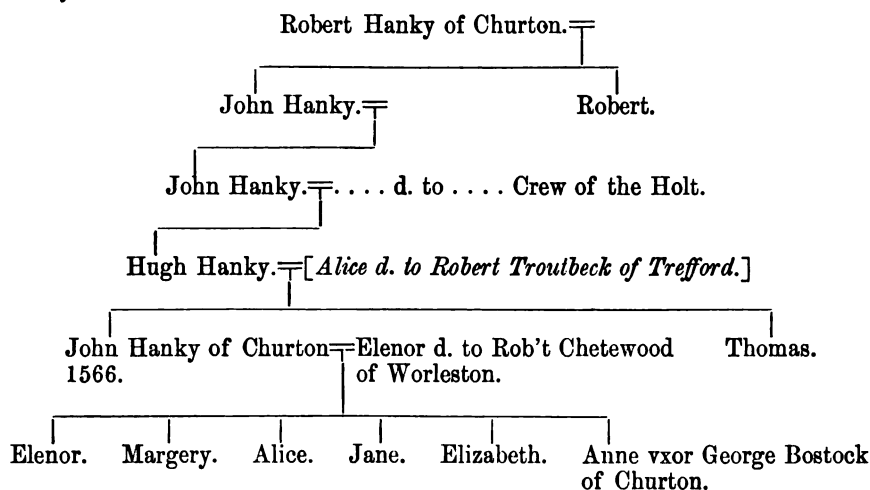 Robert Hanky of Churton.
John Hanky. Robert.
John Hanky. . . . . d. to . . . . Crew of the Holt.
Hugh Hanky. [Alice d. to Robert Troutbeck of Trefford.]
John Hanky of Churton Elenor d. to Rob't Chetewood Thomas.
1566. of Worleston.
Elenor. Margery. Alice. Jane. Elizabeth. Anne vxor George Bostock
of Churton.